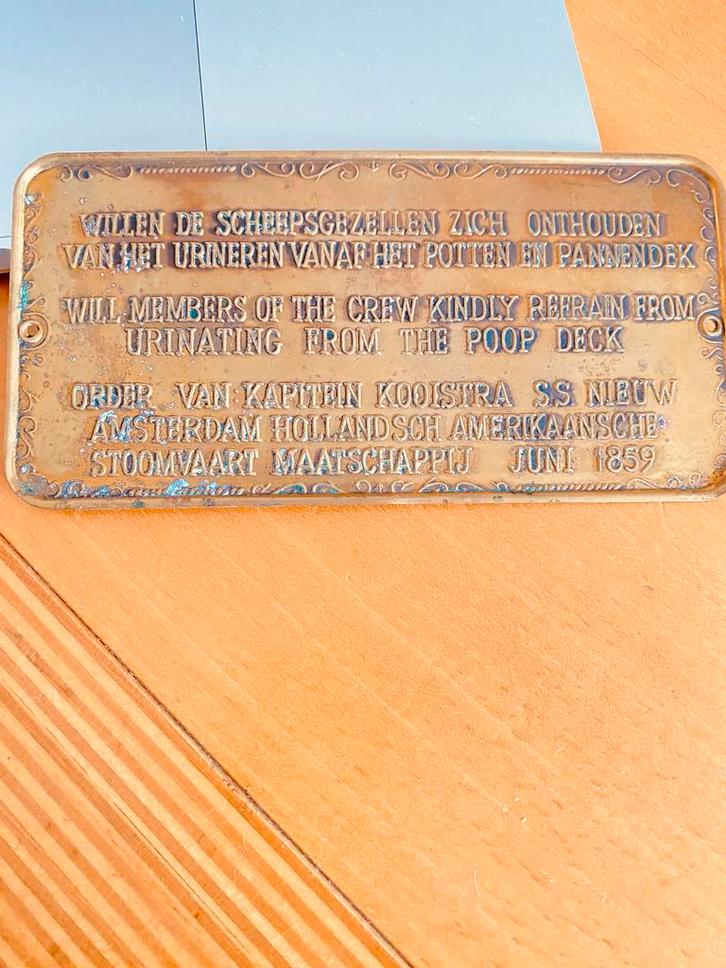 WILLEN DE SCHEEPSGEZELLEN ZICH ONTHOUDEN
VAN HET URINEREN VANAF HET POTTEN EN PANNENDEK
WILL MEMBERS OF THE CREW KINDLY REFRAIN FROM
URINATING FROM THE POOP DECK
ORDER VAN KAPITEIN KOOISTRA S.S. NIEUW
AMSTERDAM HOLLANDSCH AMERIKAANSCHE
STOOMVAART MAATSCHAPPIJ JUNI 1859